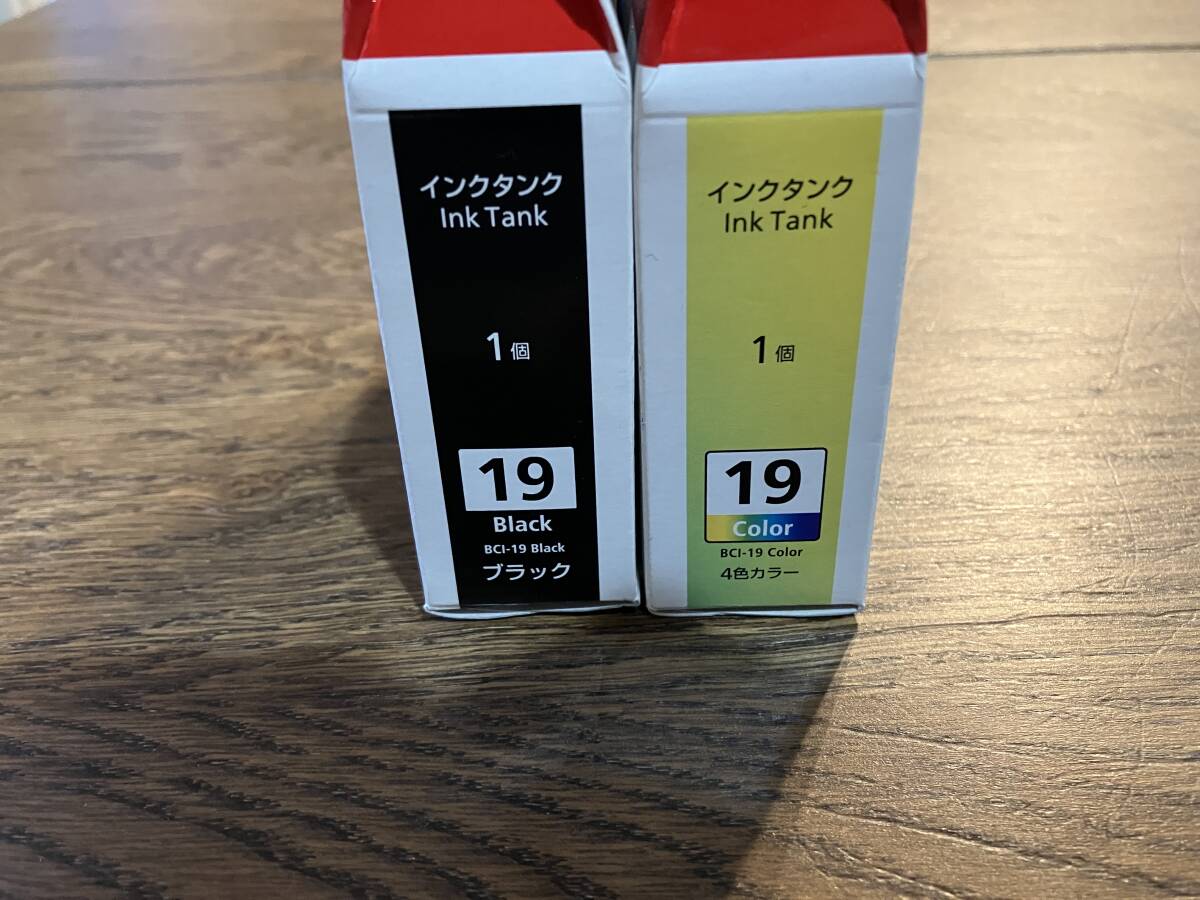 インクタンク
Ink Tank
1個
19
Black
BCI-19 Black
ブラック
インクタンク
Ink Tank
1個
19
Color
BCI-19 Color
4色カラー